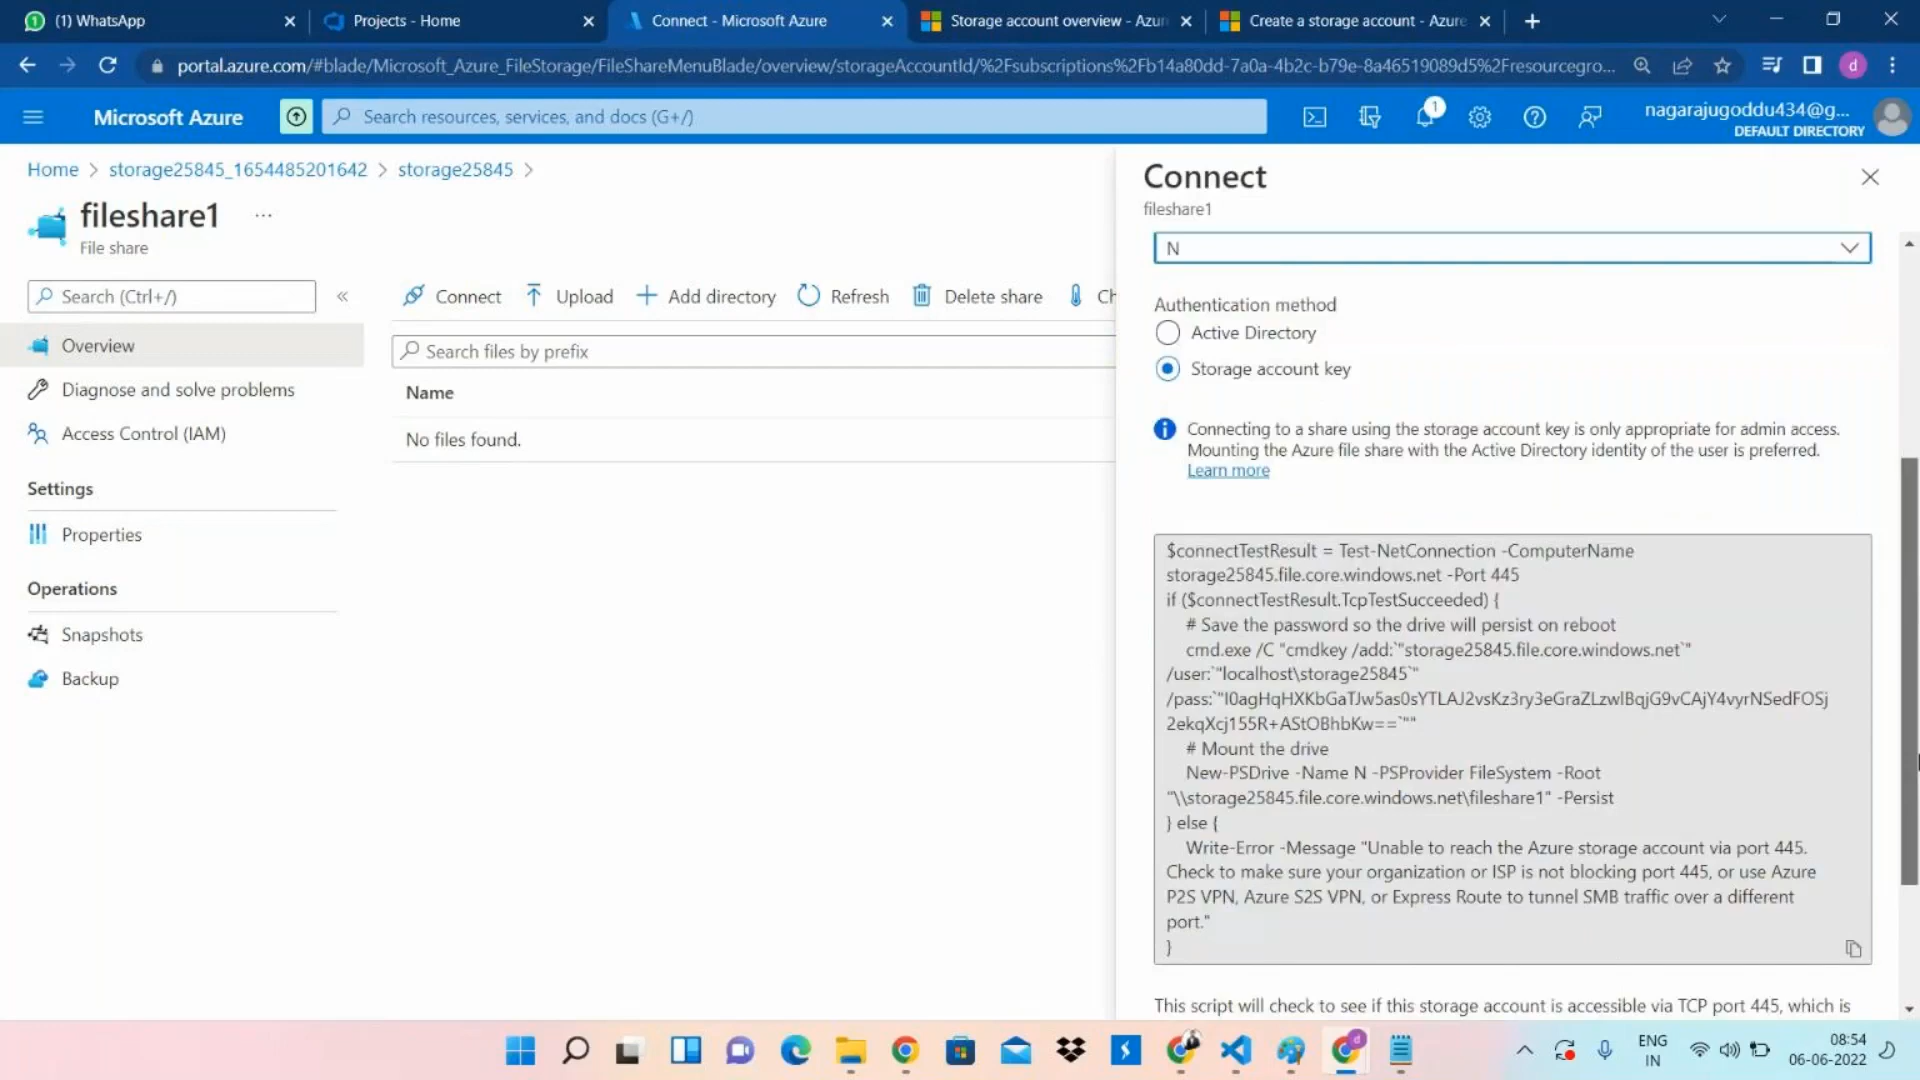 (1) WhatsApp
Projects - Home
Connect - Microsoft Azure
Storage account overview - Azur
Create a storage account - Azure
portal.azure.com/#blade/Microsoft_Azure_FileStorage/FileShareMenuBlade/overview/storageAccountId/%2Fsubscriptions%2Fb14a80dd-7a0a-4b2c-b79e-8a46519089d5%2Fresourcegro...
d
Microsoft Azure
Search resources, services, and docs (G+/)
1
nagarajugoddu434@g...
DEFAULT DIRECTORY
Home > storage25845_1654485201642 > storage25845 >
fileshare1 ...
File share
Search (Ctrl+/)
Overview
Diagnose and solve problems
Access Control (IAM)
Settings
Properties
Operations
Snapshots
Backup
Connect
Upload
Add directory
Refresh
Delete share
Ch
Search files by prefix
Name
No files found.
Connect
fileshare1
N
Authentication method
Active Directory
Storage account key
Connecting to a share using the storage account key is only appropriate for admin access.
Mounting the Azure file share with the Active Directory identity of the user is preferred.
Learn more
$connectTestResult = Test-NetConnection -ComputerName
storage25845.file.core.windows.net -Port 445
if ($connectTestResult.TcpTestSucceeded) {
# Save the password so the drive will persist on reboot
cmd.exe /C "cmdkey /add:`"storage25845.file.core.windows.net`"
/user:`"localhost\storage25845`"
/pass:`"I0agHqHXKbGaTJw5as0sYTLAJ2vsKz3ry3eGraZLzwlBqjG9vCAjY4vyrNSedFOSj
2ekqXcj155R+AStOBhbKw==`""
# Mount the drive
New-PSDrive -Name N -PSProvider FileSystem -Root
"\\storage25845.file.core.windows.net\fileshare1" -Persist
} else {
Write-Error -Message "Unable to reach the Azure storage account via port 445.
Check to make sure your organization or ISP is not blocking port 445, or use Azure
P2S VPN, Azure S2S VPN, or Express Route to tunnel SMB traffic over a different
port."
}
This script will check to see if this storage account is accessible via TCP port 445, which is
ENG
IN
08:54
06-06-2022